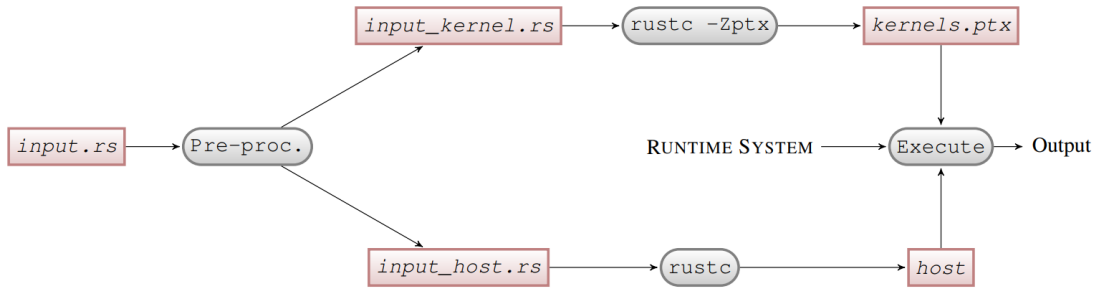 input_kernel.rs
rustc -Zptx
kernels.ptx
input.rs
Pre-proc.
RUNTIME SYSTEM
Execute
Output
input_host.rs
rustc
host